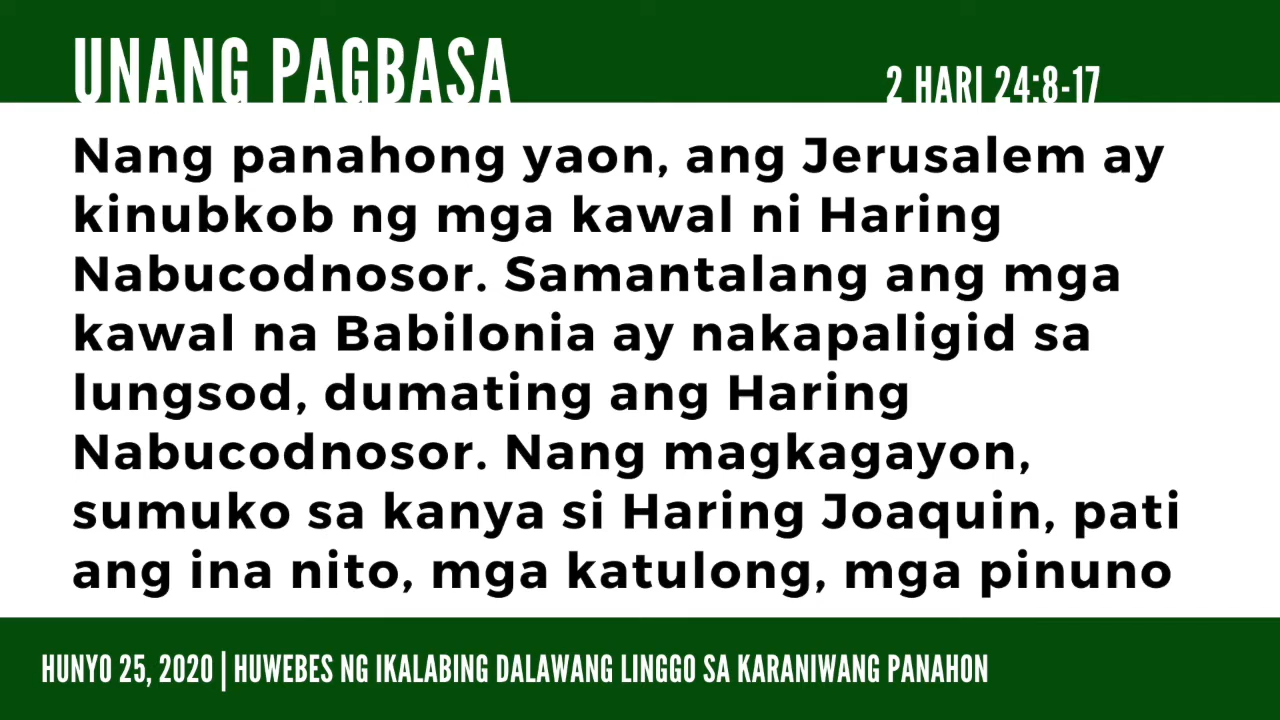 UNANG PAGBASA
2 HARI 24:8-17
Nang panahong yaon, ang Jerusalem ay
kinubkob ng mga kawal ni Haring
Nabucodnosor. Samantalang ang mga
kawal na Babilonia ay nakapaligid sa
lungsod, dumating ang Haring
Nabucodnosor. Nang magkagayon,
sumuko sa kanya si Haring Joaquin, pati
ang ina nito, mga katulong, mga pinuno
HUNYO 25, 2020 | HUWEBES NG IKALABING DALAWANG LINGGO SA KARANIWANG PANAHON